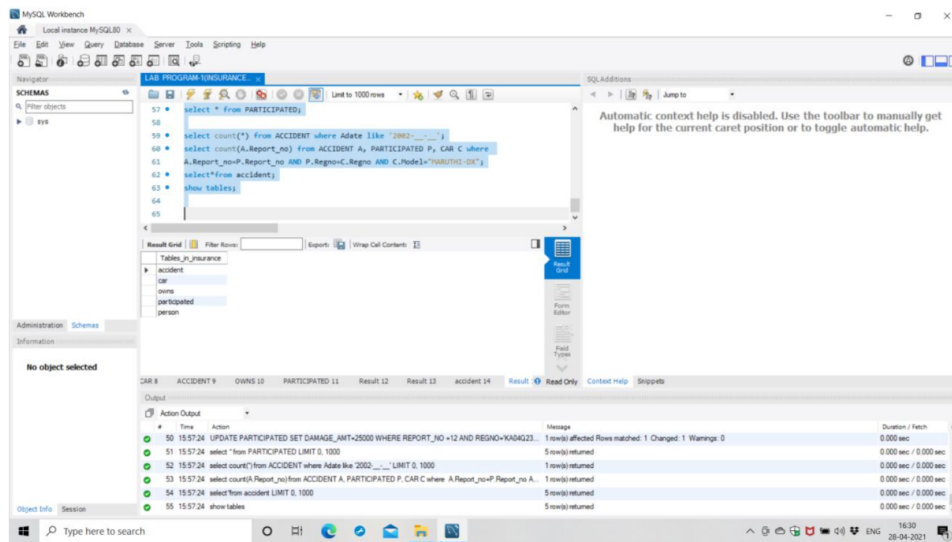 MySQL Workbench
Local instance MySQL80
File Edit View Query Database Server Tools Scripting Help
Navigator
SCHEMAS
Filter objects
sys
Administration Schemas
Information
No object selected
Object Info Session
LAB PROGRAM-1(INSURANCE...
Limit to 1000 rows
57 select * from PARTICIPATED;
58
59 select count(*) from ACCIDENT where Adate like '2002-__-__';
60 select count(A.Report_no) from ACCIDENT A, PARTICIPATED P, CAR C where
61 A.Report_no=P.Report_no AND P.Regno=C.Regno AND C.Model="MARUTHI-DX";
62 select*from accident;
63 show tables;
64
65
Result Grid Filter Rows: Export: Wrap Cell Content:
Tables_in_insurance
accident
car
owns
participated
person
Result Grid
Form Editor
Field Types
CAR 8 ACCIDENT 9 OWNS 10 PARTICIPATED 11 Result 12 Result 13 accident 14 Result Read Only
SQLAdditions
Jump to
Automatic context help is disabled. Use the toolbar to manually get
help for the current caret position or to toggle automatic help.
Context Help Snippets
Output
Action Output
# Time Action Message Duration / Fetch
50 15:57:24 UPDATE PARTICIPATED SET DAMAGE_AMT=25000 WHERE REPORT_NO =12 AND REGNO='KA04Q23... 1 row(s) affected Rows matched: 1 Changed: 1 Warnings: 0 0.000 sec
51 15:57:24 select * from PARTICIPATED LIMIT 0, 1000 5 row(s) returned 0.000 sec / 0.000 sec
52 15:57:24 select count(*) from ACCIDENT where Adate like '2002-__-__' LIMIT 0, 1000 1 row(s) returned 0.000 sec / 0.000 sec
53 15:57:24 select count(A.Report_no) from ACCIDENT A, PARTICIPATED P, CAR C where A.Report_no=P.Report_no A... 1 row(s) returned 0.000 sec / 0.000 sec
54 15:57:24 select*from accident LIMIT 0, 1000 5 row(s) returned 0.000 sec / 0.000 sec
55 15:57:24 show tables 5 row(s) returned 0.000 sec / 0.000 sec
Type here to search
ENG
16:30
28-04-2021